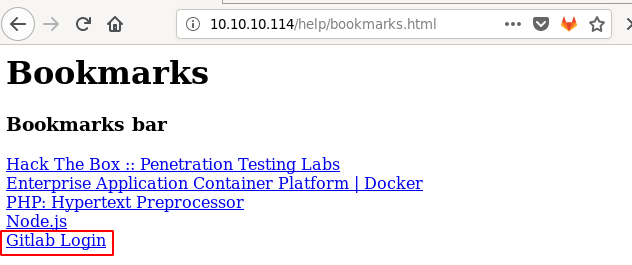 10.10.10.114/help/bookmarks.html
Bookmarks
Bookmarks bar
Hack The Box :: Penetration Testing Labs
Enterprise Application Container Platform | Docker
PHP: Hypertext Preprocessor
Node.js
Gitlab Login